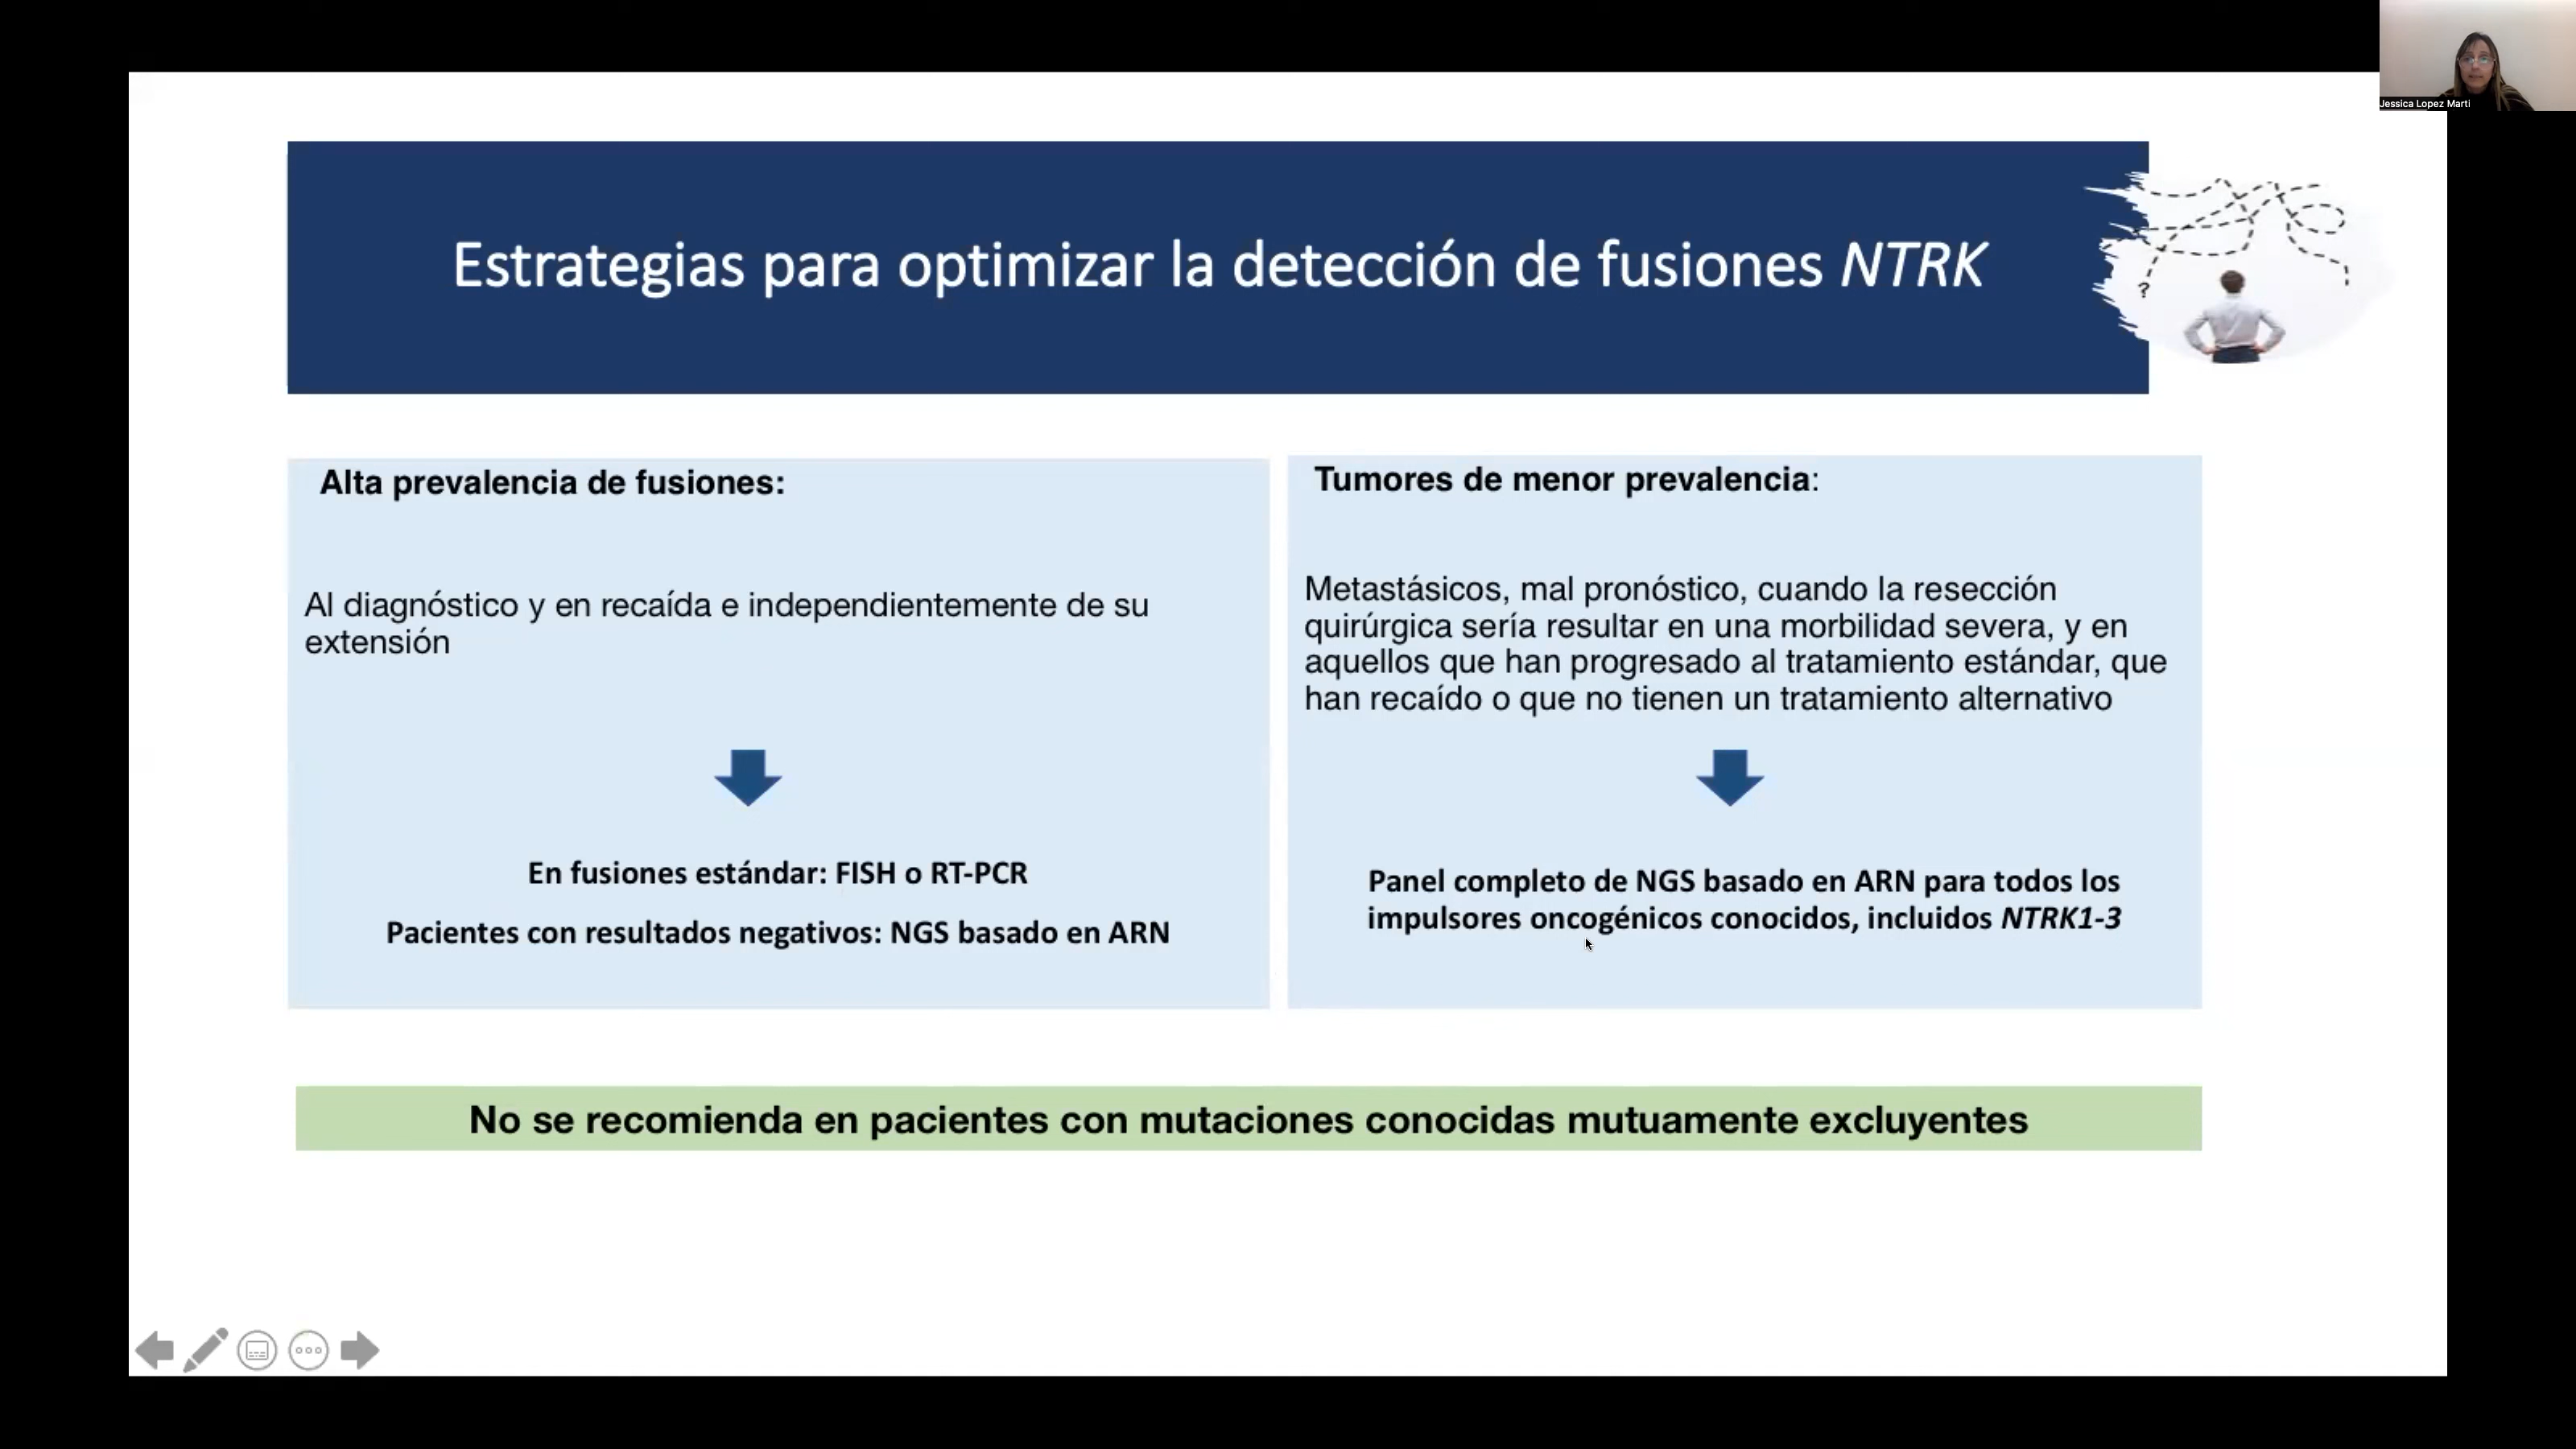 Jessica Lopez Marti
Estrategias para optimizar la detección de fusiones NTRK
?
Alta prevalencia de fusiones:
Al diagnóstico y en recaída e independientemente de su
extensión
En fusiones estándar: FISH o RT-PCR
Pacientes con resultados negativos: NGS basado en ARN
Tumores de menor prevalencia:
Metastásicos, mal pronóstico, cuando la resección
quirúrgica sería resultar en una morbilidad severa, y en
aquellos que han progresado al tratamiento estándar, que
han recaído o que no tienen un tratamiento alternativo
Panel completo de NGS basado en ARN para todos los
impulsores oncogénicos conocidos, incluidos NTRK1-3
No se recomienda en pacientes con mutaciones conocidas mutuamente excluyentes